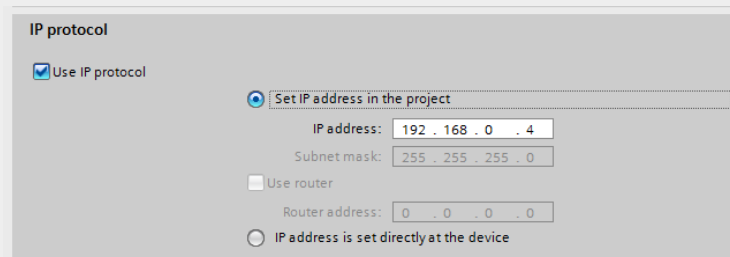 IP protocol
Use IP protocol
Set IP address in the project
IP address: 192 . 168 . 0 . 4
Subnet mask: 255 . 255 . 255 . 0
Use router
Router address: 0 . 0 . 0 . 0
IP address is set directly at the device